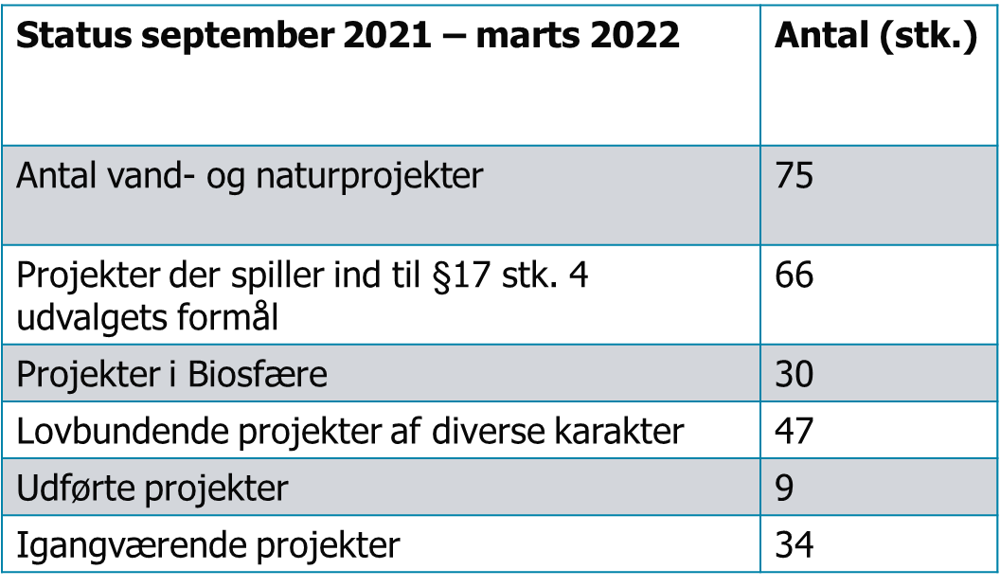 Status september 2021 – marts 2022 Antal (stk.)
Antal vand- og naturprojekter 75
Projekter der spiller ind til §17 stk. 4 66
udvalgets formål
Projekter i Biosfære 30
Lovbundende projekter af diverse karakter 47
Udførte projekter 9
Igangværende projekter 34